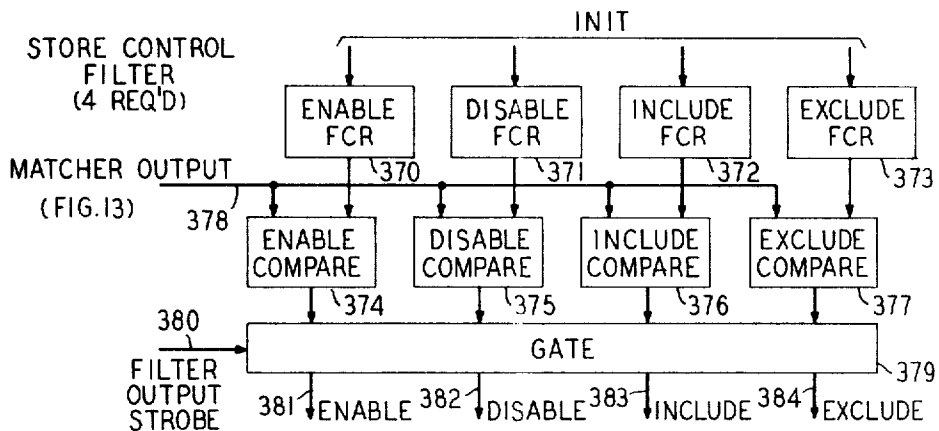 INIT
STORE CONTROL
FILTER
(4 REQ'D)
ENABLE
FCR
DISABLE
FCR
INCLUDE
FCR
EXCLUDE
FCR
370
371
372
373
MATCHER OUTPUT
(FIG.13)
378
ENABLE
COMPARE
DISABLE
COMPARE
INCLUDE
COMPARE
EXCLUDE
COMPARE
374
375
376
377
380
GATE
379
FILTER
OUTPUT
STROBE
381 ENABLE
382 DISABLE
383 INCLUDE
384 EXCLUDE